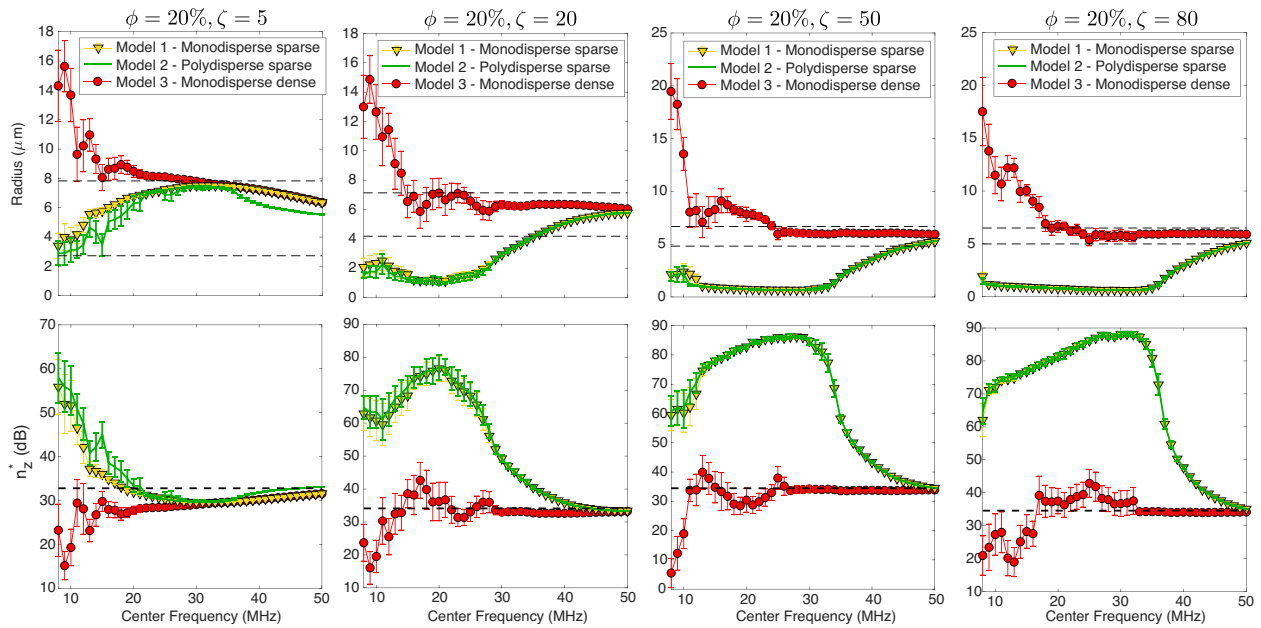 ϕ = 20%, ζ = 5
ϕ = 20%, ζ = 20
ϕ = 20%, ζ = 50
ϕ = 20%, ζ = 80
Model 1 - Monodisperse sparse
Model 2 - Polydisperse sparse
Model 3 - Monodisperse dense
Model 1 - Monodisperse sparse
Model 2 - Polydisperse sparse
Model 3 - Monodisperse dense
Model 1 - Monodisperse sparse
Model 2 - Polydisperse sparse
Model 3 - Monodisperse dense
Model 1 - Monodisperse sparse
Model 2 - Polydisperse sparse
Model 3 - Monodisperse dense
Radius (μm)
18
16
14
12
10
8
6
4
2
0
18
16
14
12
10
8
6
4
2
0
25
20
15
10
5
0
25
20
15
10
5
0
n*z (dB)
70
60
50
40
30
20
10
90
80
70
60
50
40
30
20
10
90
80
70
60
50
40
30
20
10
0
90
80
70
60
50
40
30
20
10
10 20 30 40 50
10 20 30 40 50
10 20 30 40 50
10 20 30 40 50
Center Frequency (MHz)
Center Frequency (MHz)
Center Frequency (MHz)
Center Frequency (MHz)